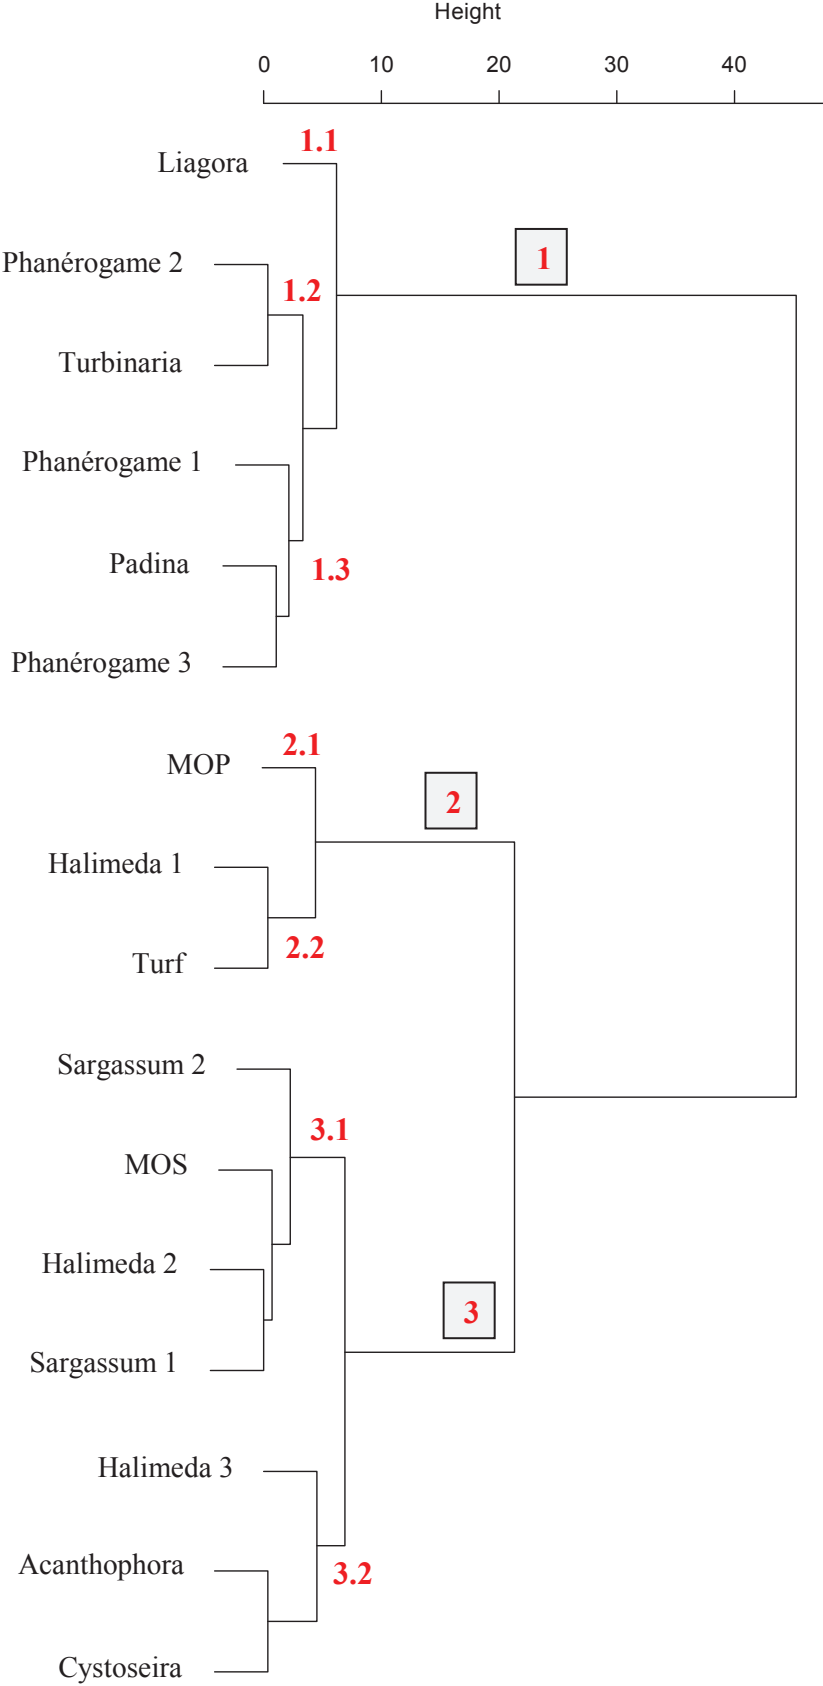 Height
0 10 20 30 40
1.1
Liagora
1
Phanérogame 2
1.2
Turbinaria
Phanérogame 1
Padina
1.3
Phanérogame 3
2.1
MOP
2
Halimeda 1
2.2
Turf
Sargassum 2
3.1
MOS
Halimeda 2
3
Sargassum 1
Halimeda 3
Acanthophora
3.2
Cystoseira